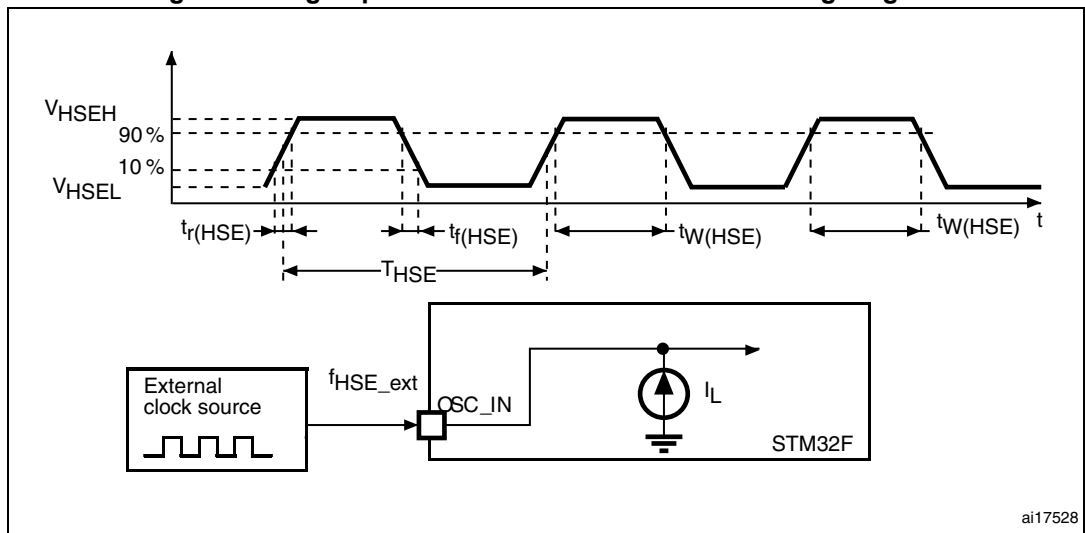 VHSEH
90 %
10 %
VHSEL
tr(HSE)
tf(HSE)
tW(HSE)
tW(HSE)
t
THSE
External
clock source
fHSE_ext
OSC_IN
IL
STM32F
ai17528